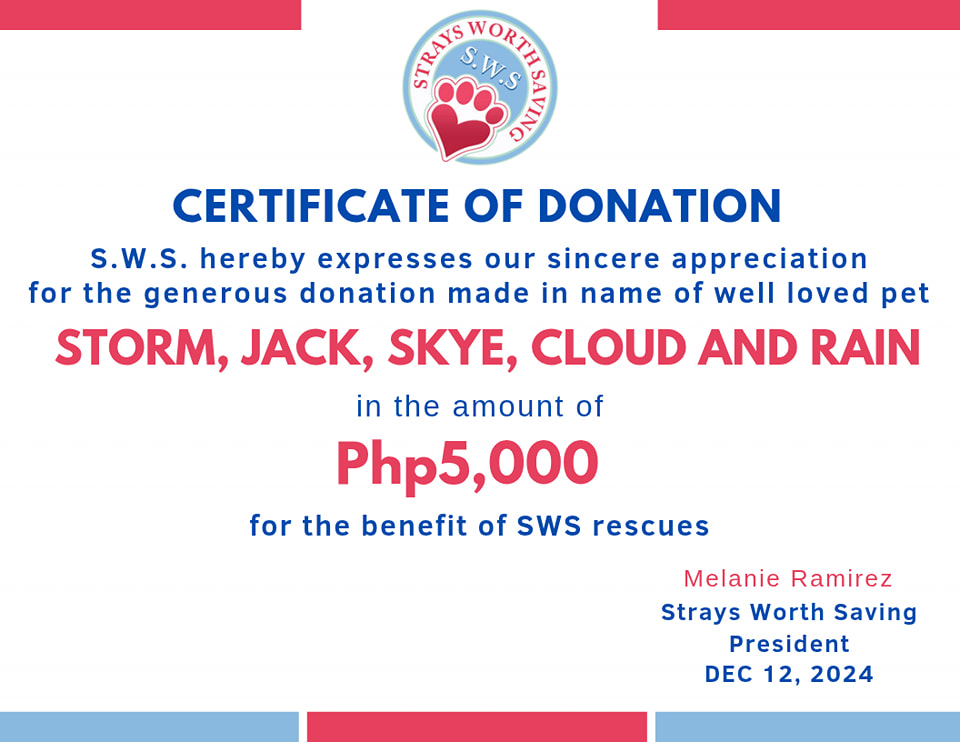 STRAYS WORTH SAVING
S.W.S
CERTIFICATE OF DONATION
S.W.S. hereby expresses our sincere appreciation
for the generous donation made in name of well loved pet
STORM, JACK, SKYE, CLOUD AND RAIN
in the amount of
Php5,000
for the benefit of SWS rescues
Melanie Ramirez
Strays Worth Saving
President
DEC 12, 2024